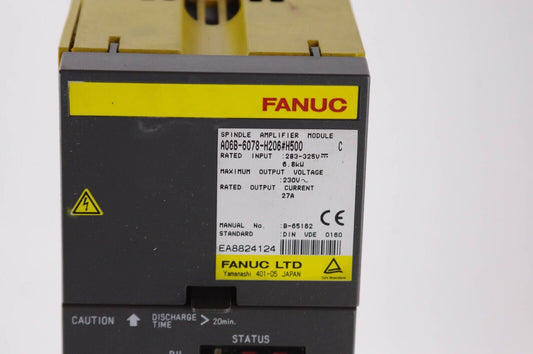 FANUC
SPINDLE AMPLIFIER MODULE
A06B-6078-H206#H500 C
RATED INPUT :283-325V
6.8kW
MAXIMUM OUTPUT VOLTAGE
:230V~
RATED OUTPUT CURRENT
27A
MANUAL No. :B-65162
STANDARD :DIN VDE 0160
CE
EA8824124
FANUC LTD
Yamanashi 401-05 JAPAN
CAUTION DISCHARGE TIME > 20min.
STATUS